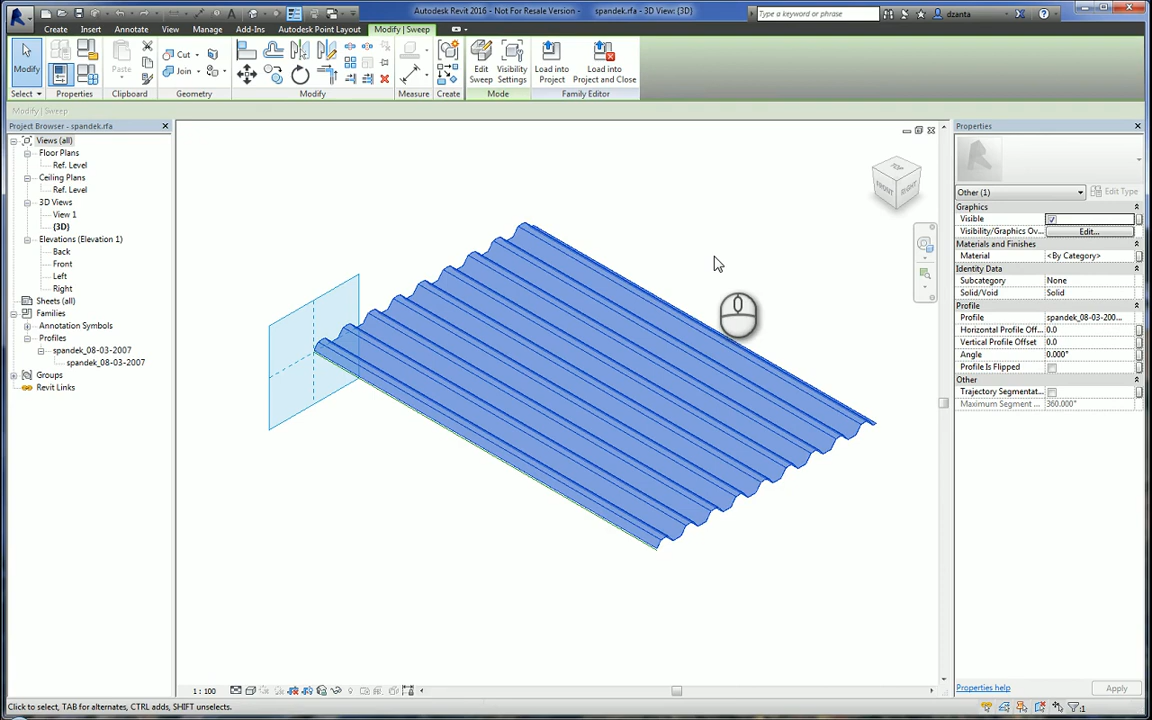 Autodesk Revit 2016 - Not For Resale Version - spandek.rfa - 3D View: {3D}
Type a keyword or phrase
dzanta
Create Insert Annotate View Manage Add-Ins Autodesk Point Layout Modify | Sweep
Modify
Paste
Cut
Join
Edit Sweep
Visibility Settings
Load into Project
Load into Project and Close
Select Properties Clipboard Geometry Modify Measure Create Mode Family Editor
Modify | Sweep
Project Browser - spandek.rfa
Views (all)
Floor Plans
Ref. Level
Ceiling Plans
Ref. Level
3D Views
View 1
{3D}
Elevations (Elevation 1)
Back
Front
Left
Right
Sheets (all)
Families
Annotation Symbols
Profiles
spandek_08-03-2007
spandek_08-03-2007
Groups
Revit Links
TOP
FRONT
RIGHT
Properties
Other (1)
Edit Type
Graphics
Visible
Visibility/Graphics Ov... Edit...
Materials and Finishes
Material <By Category>
Identity Data
Subcategory None
Solid/Void Solid
Profile
Profile spandek_08-03-200...
Horizontal Profile Off... 0.0
Vertical Profile Offset 0.0
Angle 0.000°
Profile Is Flipped
Other
Trajectory Segmentat...
Maximum Segment ... 360.000°
Properties help
Apply
1 : 100
Click to select, TAB for alternates, CTRL adds, SHIFT unselects.
:1